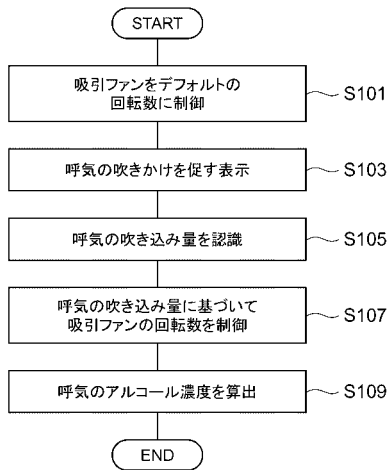 START
吸引ファンをデフォルトの
回転数に制御
S101
呼気の吹きかけを促す表示
S103
呼気の吹き込み量を認識
S105
呼気の吹き込み量に基づいて
吸引ファンの回転数を制御
S107
呼気のアルコール濃度を算出
S109
END